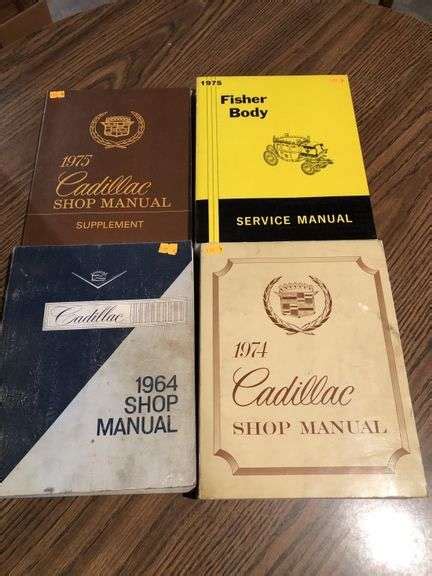 1975
Cadillac
SHOP MANUAL
SUPPLEMENT
1975
Fisher
Body
SERVICE MANUAL
Cadillac
1964
SHOP
MANUAL
1974
Cadillac
SHOP MANUAL